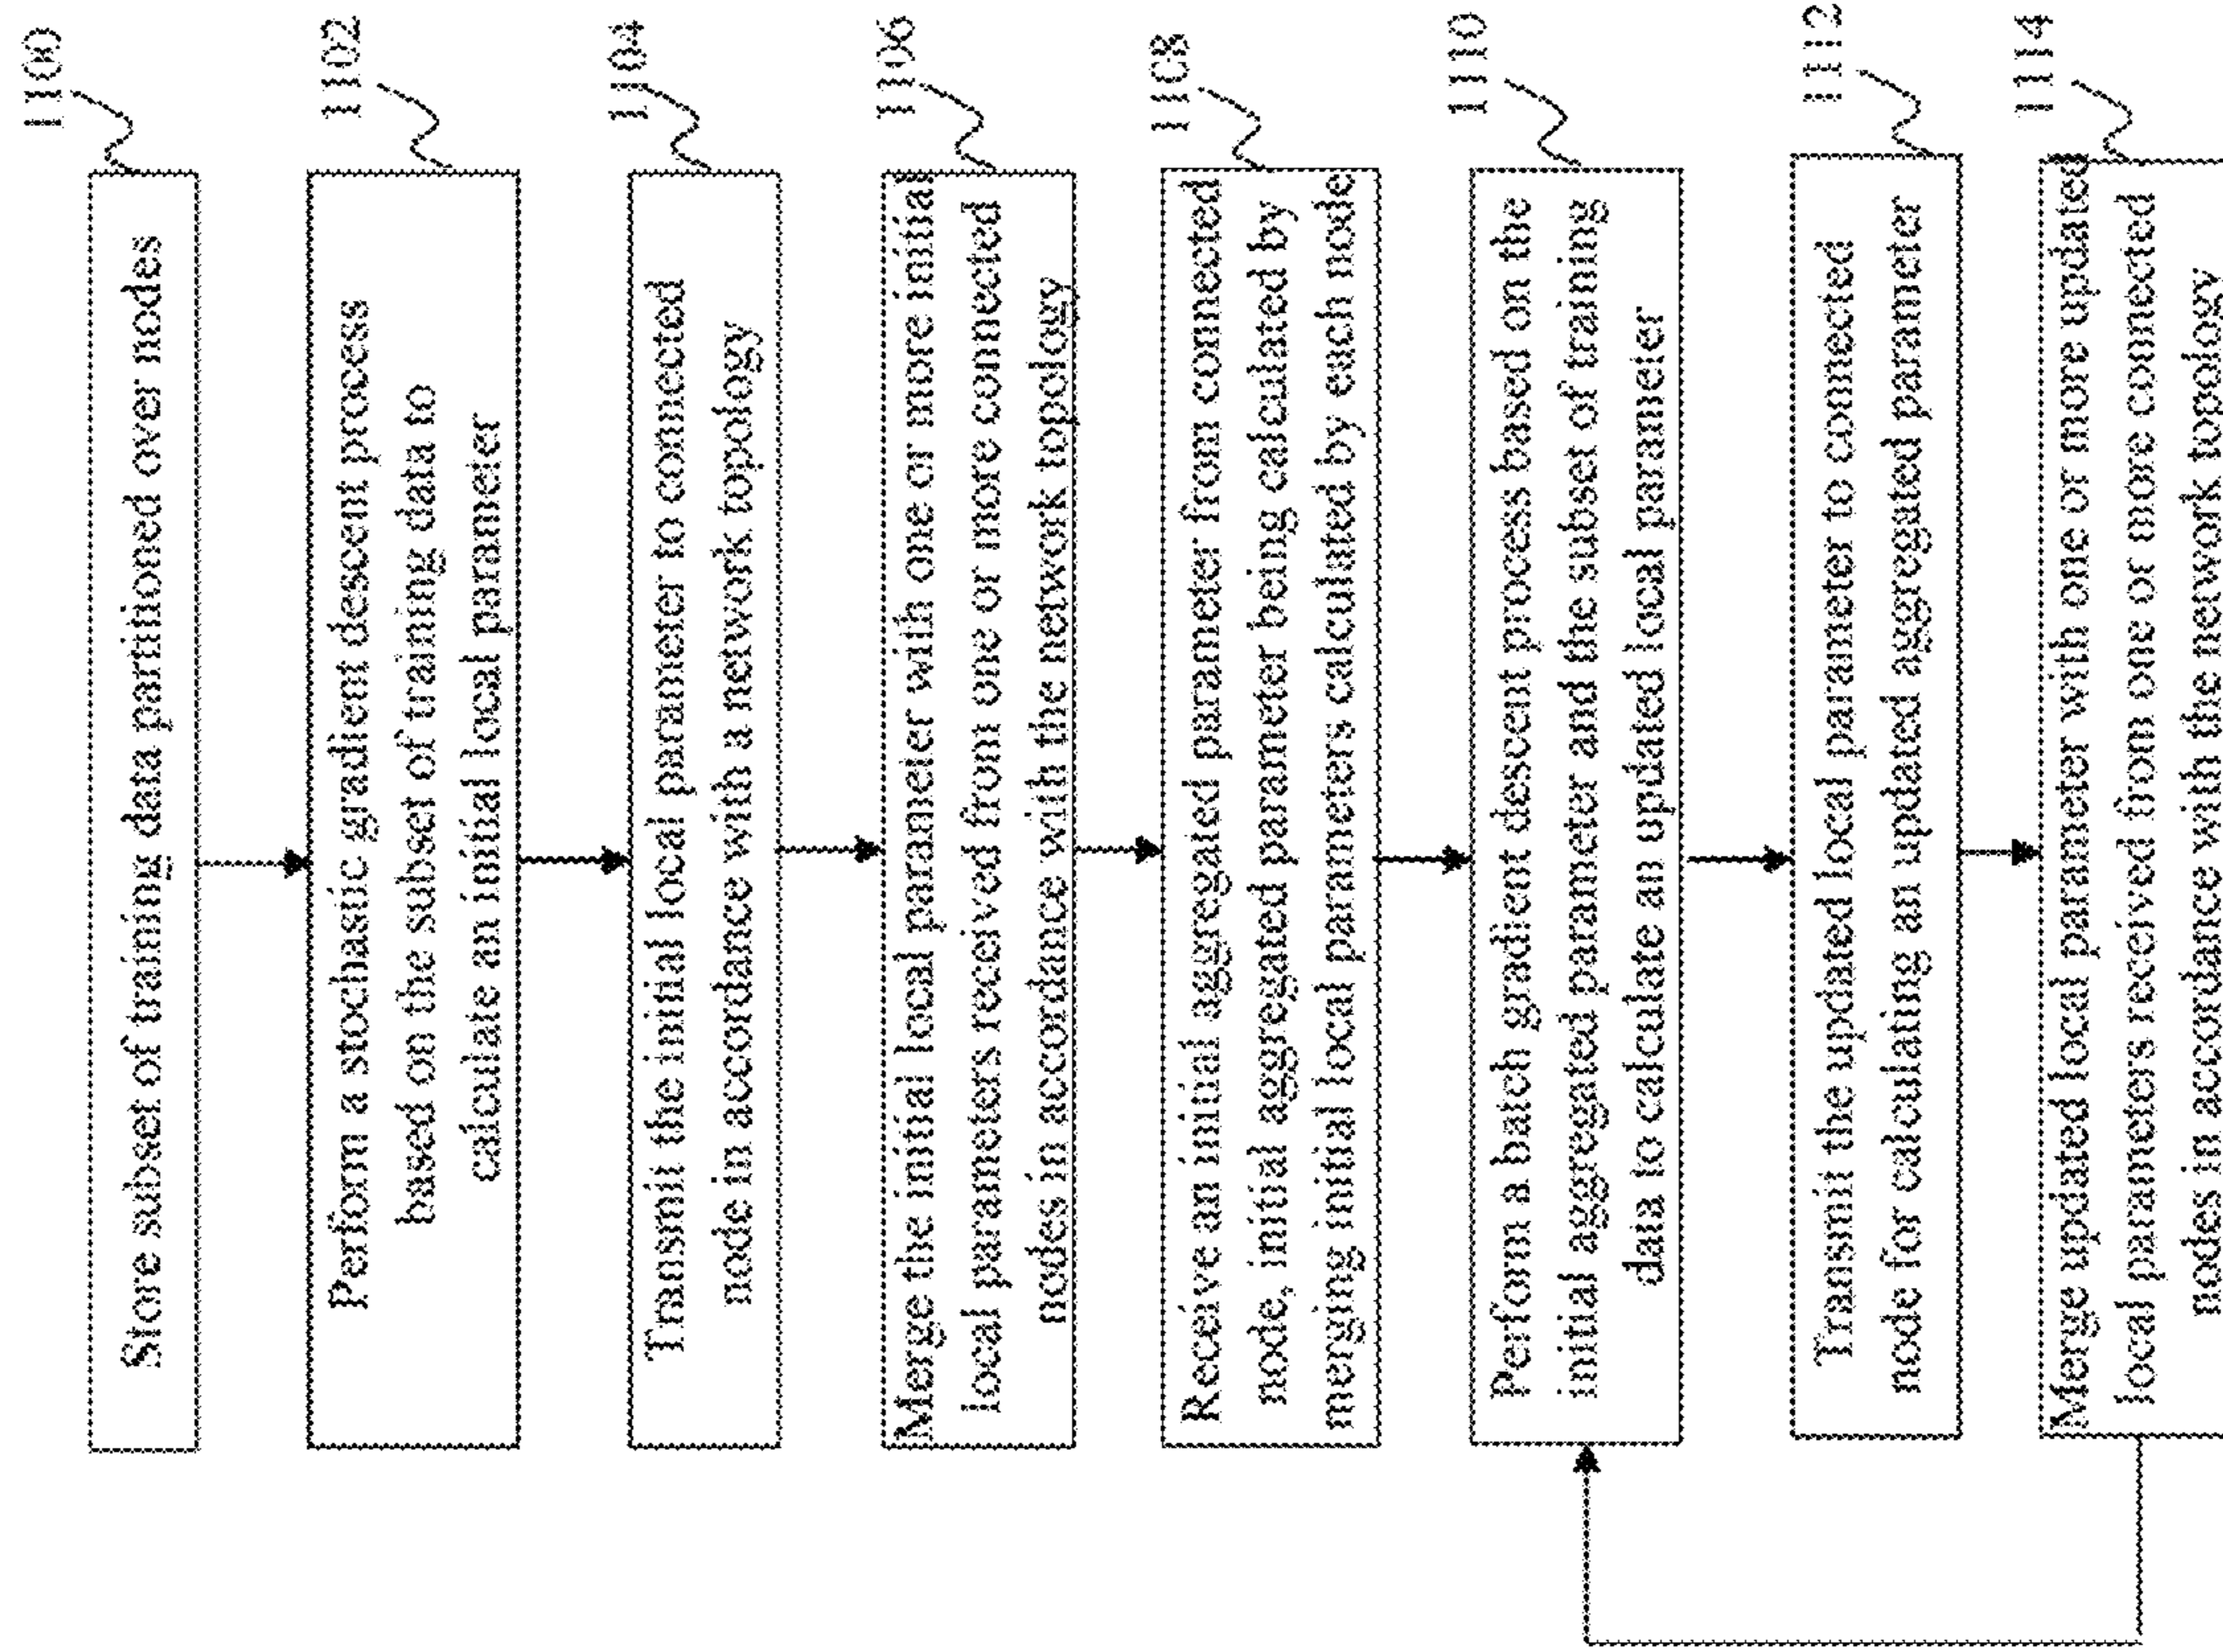 1100
Store subset of training data partitioned over nodes
1102
Perform a stochastic gradient descent process
based on the subset of training data to
calculate an initial local parameter
1104
Transmit the initial local parameter to connected
node in accordance with a network topology
1106
Merge the initial local parameter with one or more initial
local parameters received from one or more connected
nodes in accordance with the network topology
1108
Receive an initial aggregated parameter from connected
node, initial aggregated parameter being calculated by
merging initial local parameters calculated by each node
1110
Perform a batch gradient descent process based on the
initial aggregated parameter and the subset of training
data to calculate an updated local parameter
1112
Transmit the updated local parameter to connected
node for calculating an updated aggregated parameter
1114
Merge updated local parameter with one or more updated
local parameters received from one or more connected
nodes in accordance with the network topology